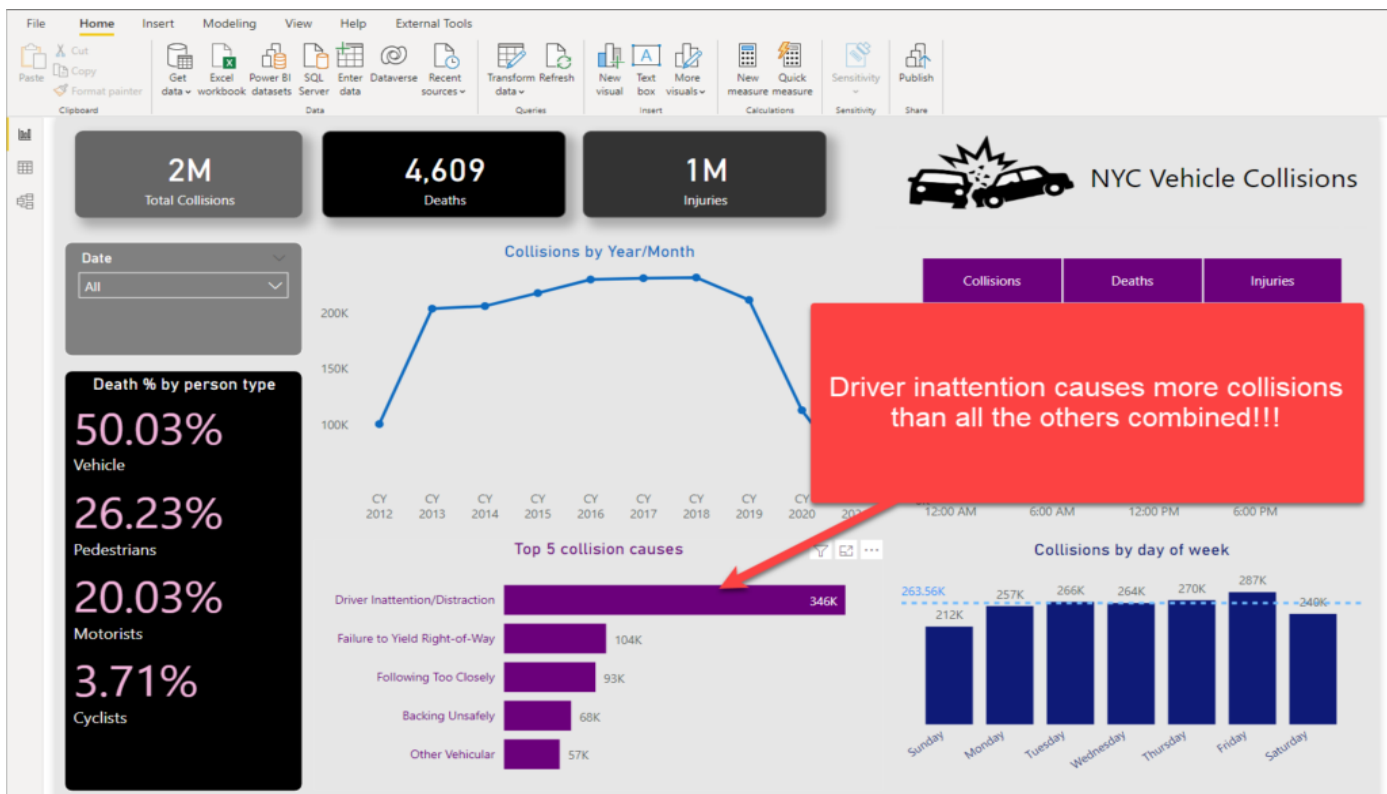 File Home Insert Modeling View Help External Tools
Paste
Cut
Copy
Format painter
Clipboard
Get data
Excel workbook
Power BI datasets
SQL Server
Enter data
Dataverse
Recent sources
Data
Transform data
Refresh
Queries
New visual
Text box
More visuals
Insert
New measure
Quick measure
Calculations
Sensitivity
Sensitivity
Publish
Share
2M
Total Collisions
4,609
Deaths
1M
Injuries
NYC Vehicle Collisions
Date
All
Death % by person type
50.03%
Vehicle
26.23%
Pedestrians
20.03%
Motorists
3.71%
Cyclists
Collisions by Year/Month
200K
150K
100K
CY 2012
CY 2013
CY 2014
CY 2015
CY 2016
CY 2017
CY 2018
CY 2019
CY 2020
Collisions Deaths Injuries
Driver inattention causes more collisions
than all the others combined!!!
12:00 AM 6:00 AM 12:00 PM 6:00 PM
Top 5 collision causes
Driver Inattention/Distraction 346K
Failure to Yield Right-of-Way 104K
Following Too Closely 93K
Backing Unsafely 68K
Other Vehicular 57K
Collisions by day of week
263.56K
212K
257K
266K
264K
270K
287K
249K
Sunday Monday Tuesday Wednesday Thursday Friday Saturday